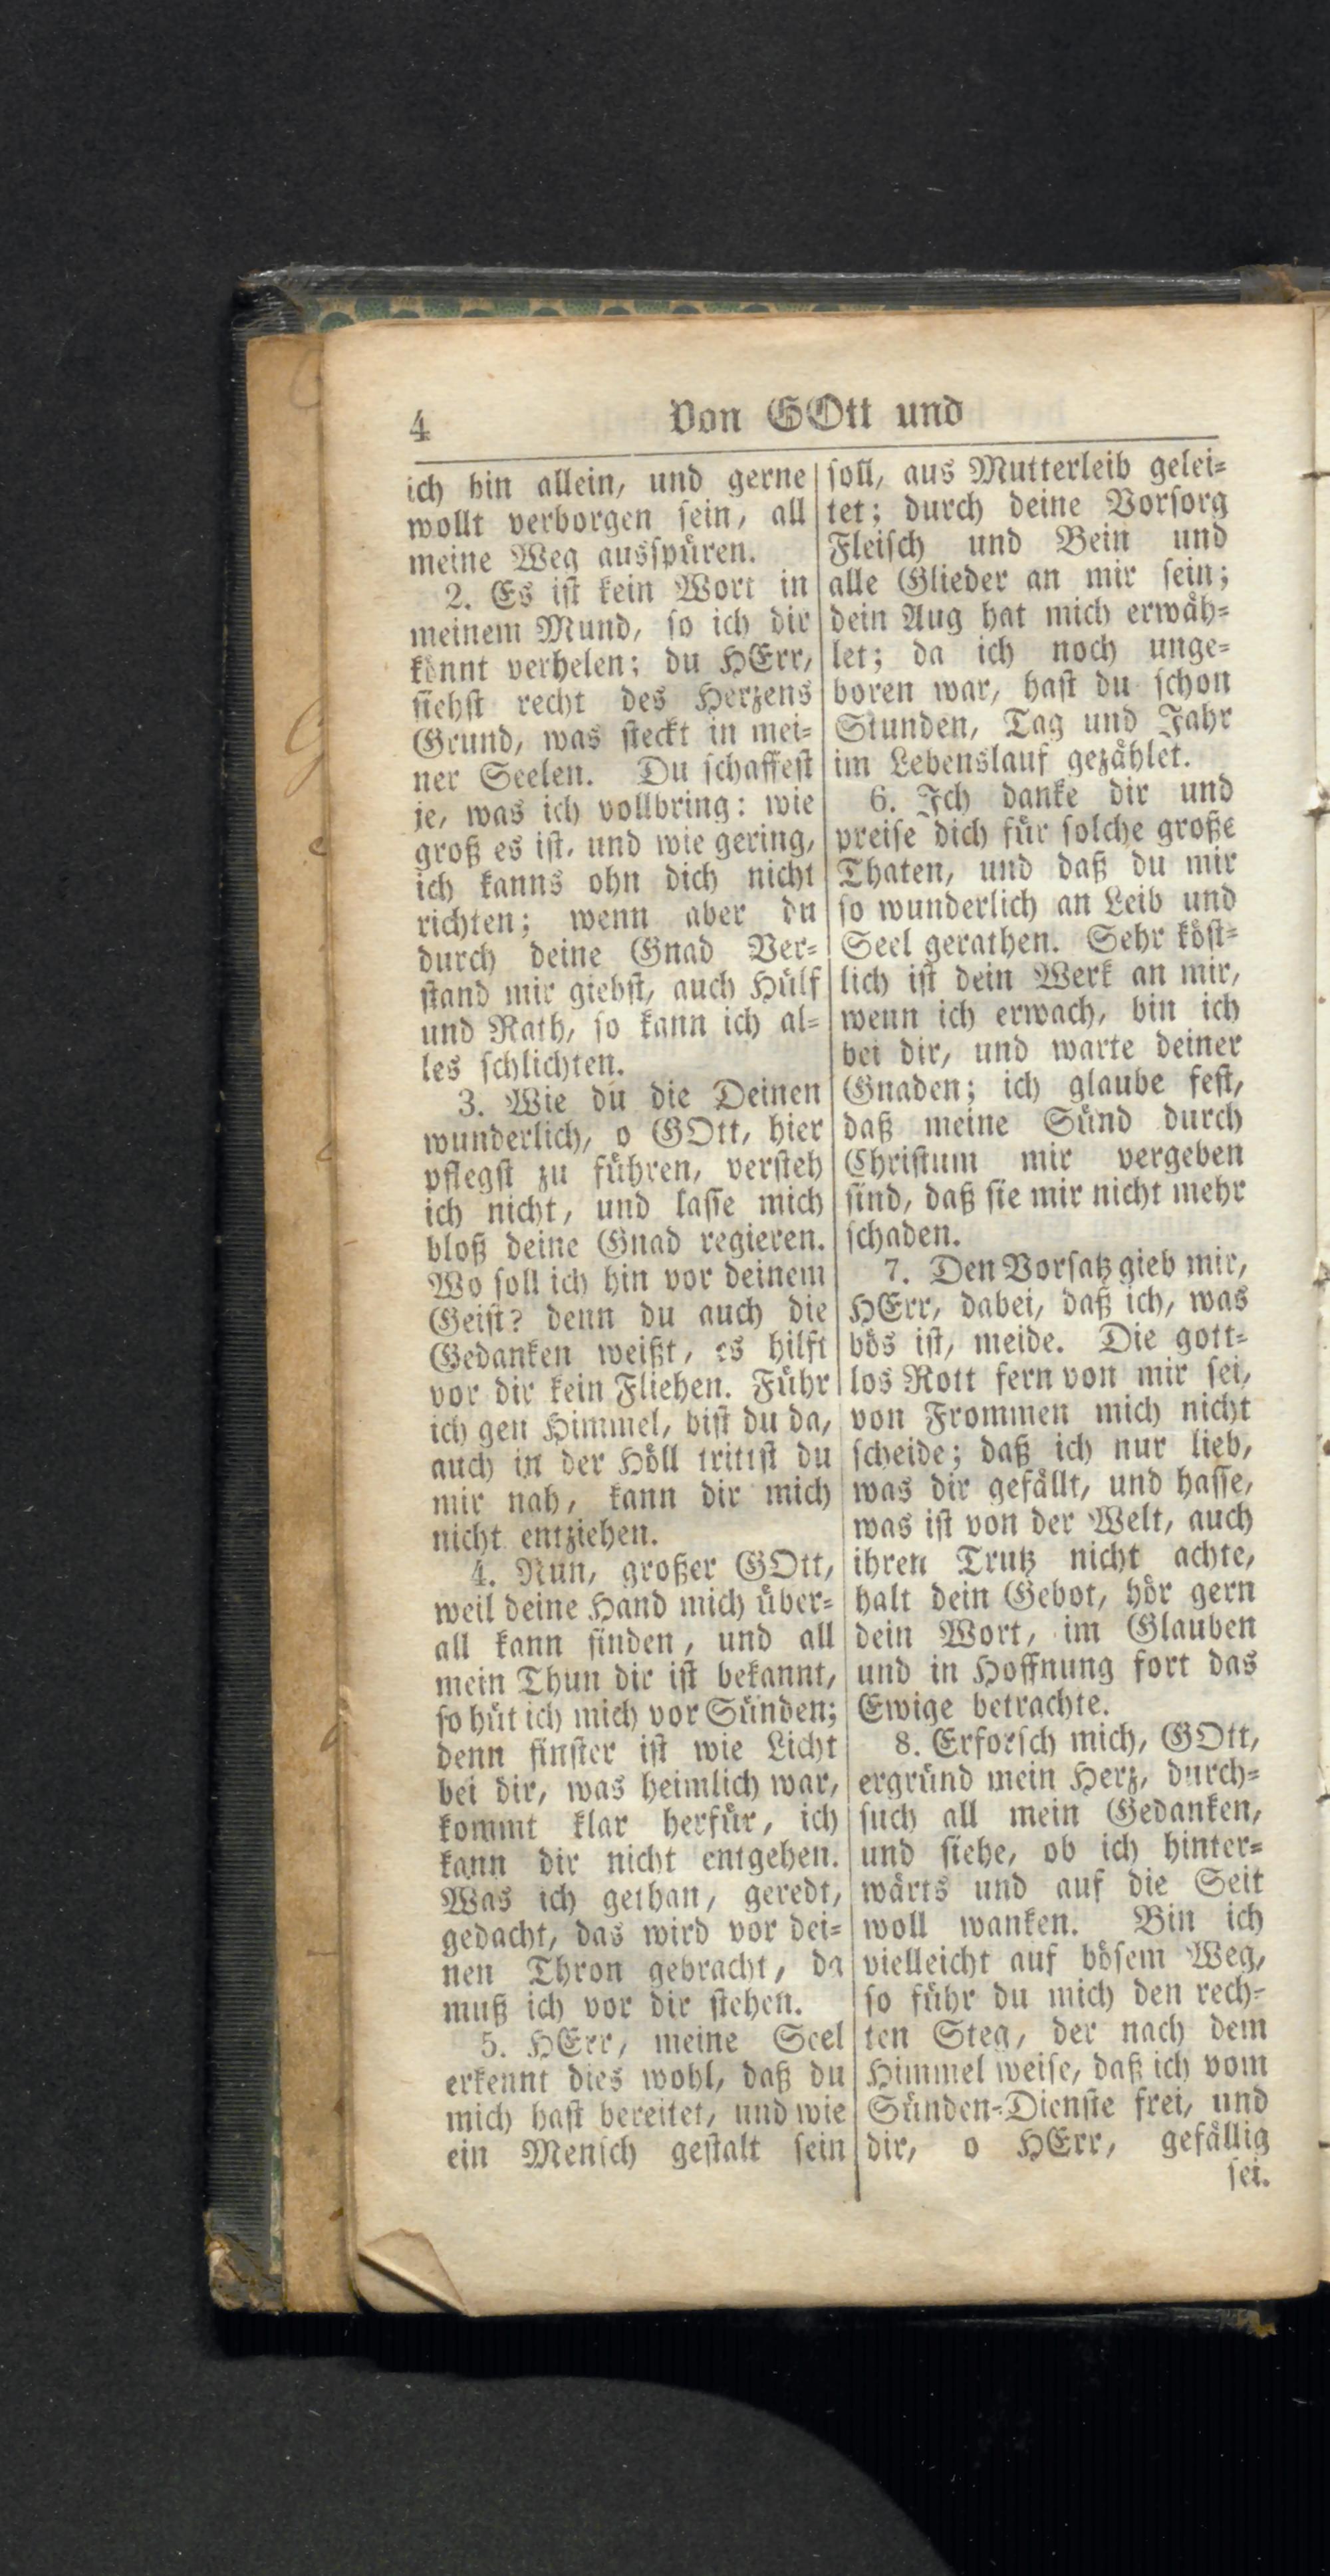 4
Von GOtt und
ich bin allein, und gerne
wollt verborgen sein, all
meine Weg ausspüren.
2. Es ist kein Wort in
meinem Mund, so ich dir
könnt verhelen; du HErr,
siehst recht des Herzens
Grund, was steckt in mei-
ner Seelen. Du schaffest
je, was ich vollbring: wie
groß es ist, und wie gering,
ich kanns ohn dich nicht
richten; wenn aber du
durch deine Gnad Ver-
stand mir giebst, auch Hülf
und Rath, so kann ich al-
les schlichten.
3. Wie du die Deinen
wunderlich, o GOtt, hier
pflegst zu führen, versteh
ich nicht, und lasse mich
bloß deine Gnad regieren.
Wo soll ich hin vor deinem
Geist? denn du auch die
Gedanken weißt, es hilft
vor dir kein Fliehen. Führ
ich gen Himmel, bist du da,
auch in der Höll trittst du
mir nah, kann dir mich
nicht entziehen.
4. Nun, großer GOtt,
weil deine Hand mich über-
all kann finden, und all
mein Thun dir ist bekannt,
so hüt ich mich vor Sünden;
denn finster ist wie Licht
bei dir, was heimlich war,
kommt klar herfür, ich
kann dir nicht entgehen.
Was ich gethan, geredt,
gedacht, das wird vor dei-
nen Thron gebracht, da
muß ich vor dir stehen.
5. HErr, meine Seel
erkennt dies wohl, daß du
mich hast bereitet, und wie
ein Mensch gestalt sein
soll, aus Mutterleib gelei-
tet; durch deine Vorsorg
Fleisch und Bein und
alle Glieder an mir sein;
dein Aug hat mich erwäh-
let; da ich noch unge-
boren war, hast du schon
Stunden, Tag und Jahr
im Lebenslauf gezählet.
6. Ich danke dir und
preise dich für solche große
Thaten, und daß du mir
so wunderlich an Leib und
Seel gerathen. Sehr köst-
lich ist dein Werk an mir,
wenn ich erwach, bin ich
bei dir, und warte deiner
Gnaden; ich glaube fest,
daß meine Sünd durch
Christum mir vergeben
sind, daß sie mir nicht mehr
schaden.
7. Den Vorsatz gieb mir,
HErr, dabei, daß ich, was
bös ist, meide. Die gott-
los Rott fern von mir sei,
von Frommen mich nicht
scheide; daß ich nur lieb,
was dir gefällt, und hasse,
was ist von der Welt, auch
ihren Trutz nicht achte,
halt dein Gebot, hör gern
dein Wort, im Glauben
und in Hoffnung fort das
Ewige betrachte.
8. Erforsch mich, GOtt,
ergründ mein Herz, durch-
such all mein Gedanken,
und siehe, ob ich hinter-
wärts und auf die Seit
woll wanken. Bin ich
vielleicht auf bösem Weg,
so führ du mich den rech-
ten Steg, der nach dem
Himmel weise, daß ich vom
Sünden-Dienste frei, und
dir, o HErr, gefällig
sei.